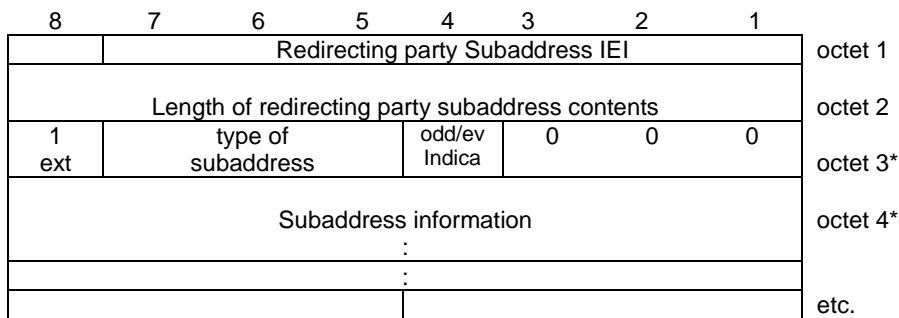 8 7 6 5 4 3 2 1
Redirecting party Subaddress IEI octet 1
Length of redirecting party subaddress contents octet 2
1 type of odd/ev 0 0 0
ext subaddress Indica octet 3*
Subaddress information octet 4*
:
:
etc.